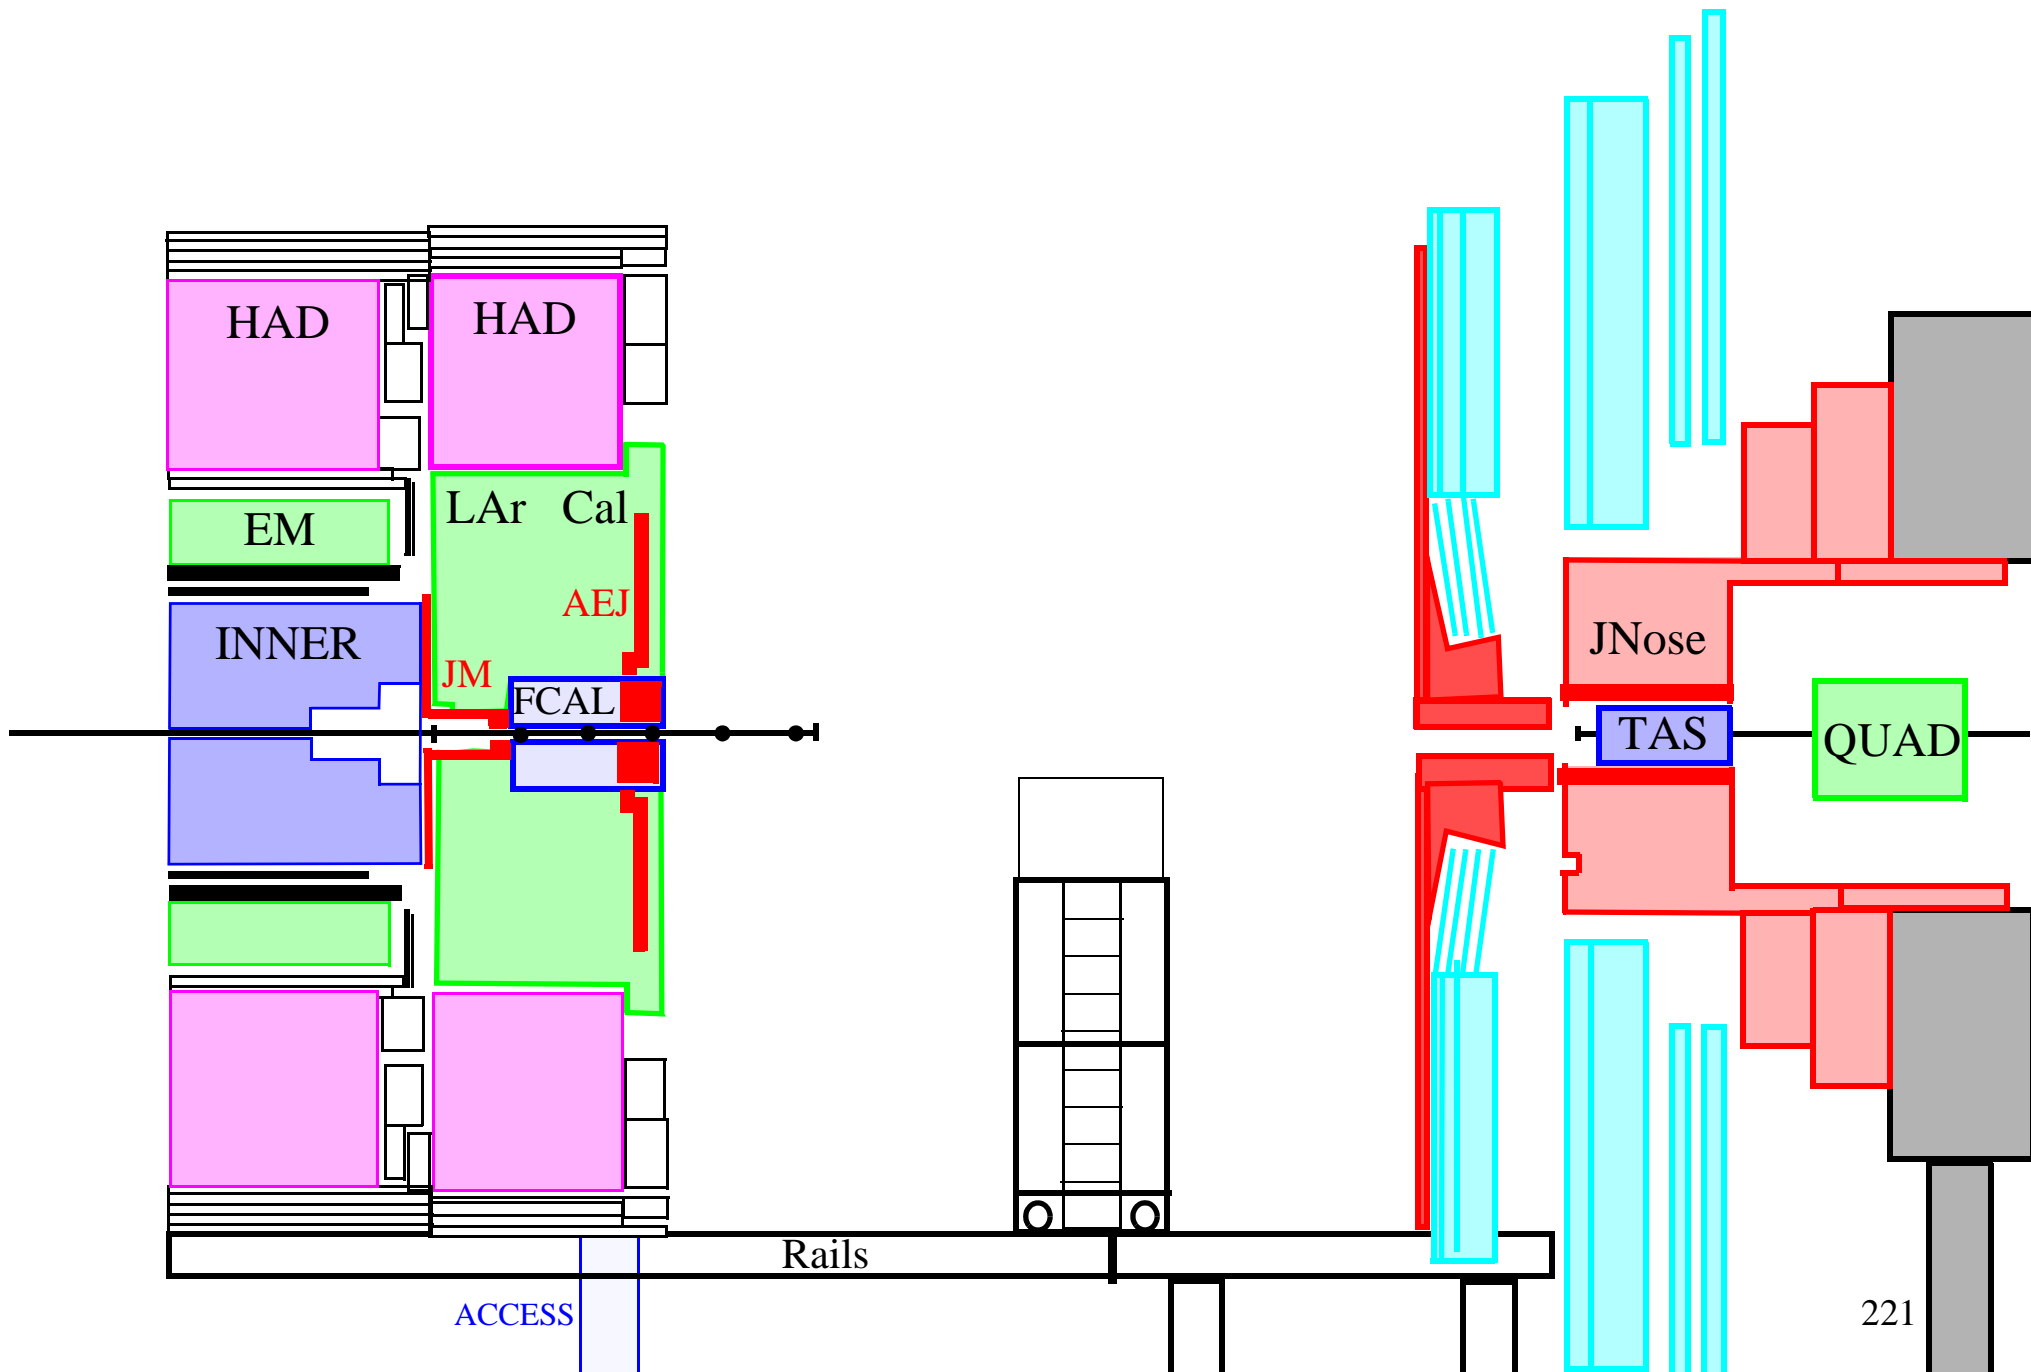 HAD HAD
LAr Cal
EM
AEJ
INNER
JNose
JM
FCAL
TAS
QUAD
Rails
ACCESS
221